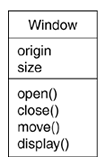 Window
origin
size
open()
close()
move()
display()